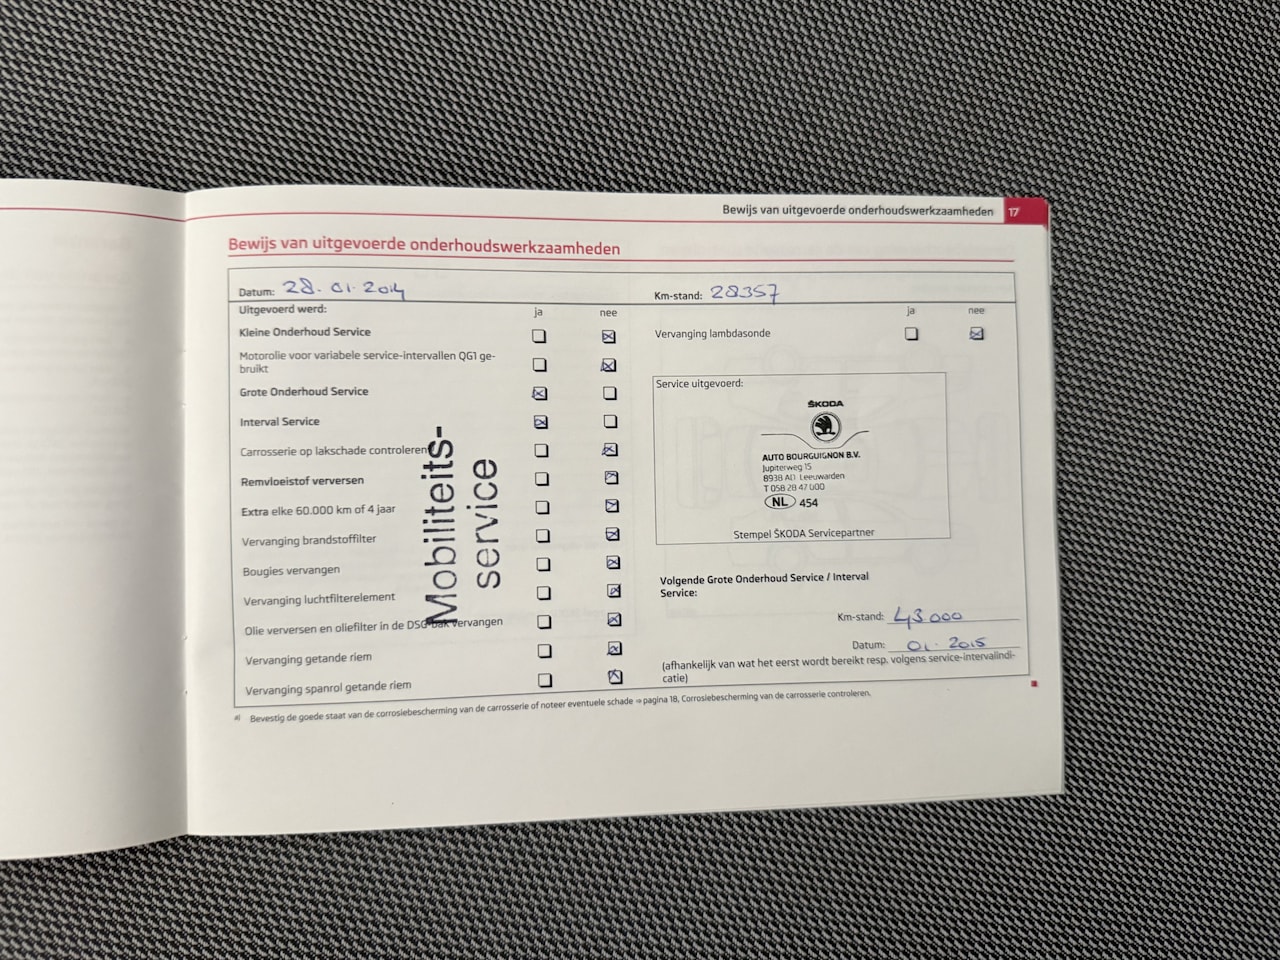 Bewijs van uitgevoerde onderhoudswerkzaamheden 17
Bewijs van uitgevoerde onderhoudswerkzaamheden
Datum: 28.01.2014
Km-stand: 28357
Uitgevoerd werd: ja nee
ja nee
Kleine Onderhoud Service
Motorolie voor variabele service-intervallen QG1 ge-
bruikt
Grote Onderhoud Service
Interval Service
Carrosserie op lakschade controleren
Remvloeistof verversen
Extra elke 60.000 km of 4 jaar
Vervanging brandstoffilter
Bougies vervangen
Vervanging luchtfilterelement
Olie verversen en oliefilter in de DSG-bak vervangen
Vervanging getande riem
Vervanging spanrol getande riem
Mobiliteits-
service
Vervanging lambdasonde
Service uitgevoerd:
ŠKODA
AUTO BOURGUIGNON B.V.
Jupiterweg 15
8938 AD Leeuwarden
T 058 28 47 000
NL 454
Stempel ŠKODA Servicepartner
Volgende Grote Onderhoud Service / Interval
Service:
Km-stand: 43000
Datum: 01-2015
(afhankelijk van wat het eerst wordt bereikt resp. volgens service-intervalindi-
catie)
a) Bevestig de goede staat van de corrosiebescherming van de carrosserie of noteer eventuele schade ⇒ pagina 18, Corrosiebescherming van de carrosserie controleren.